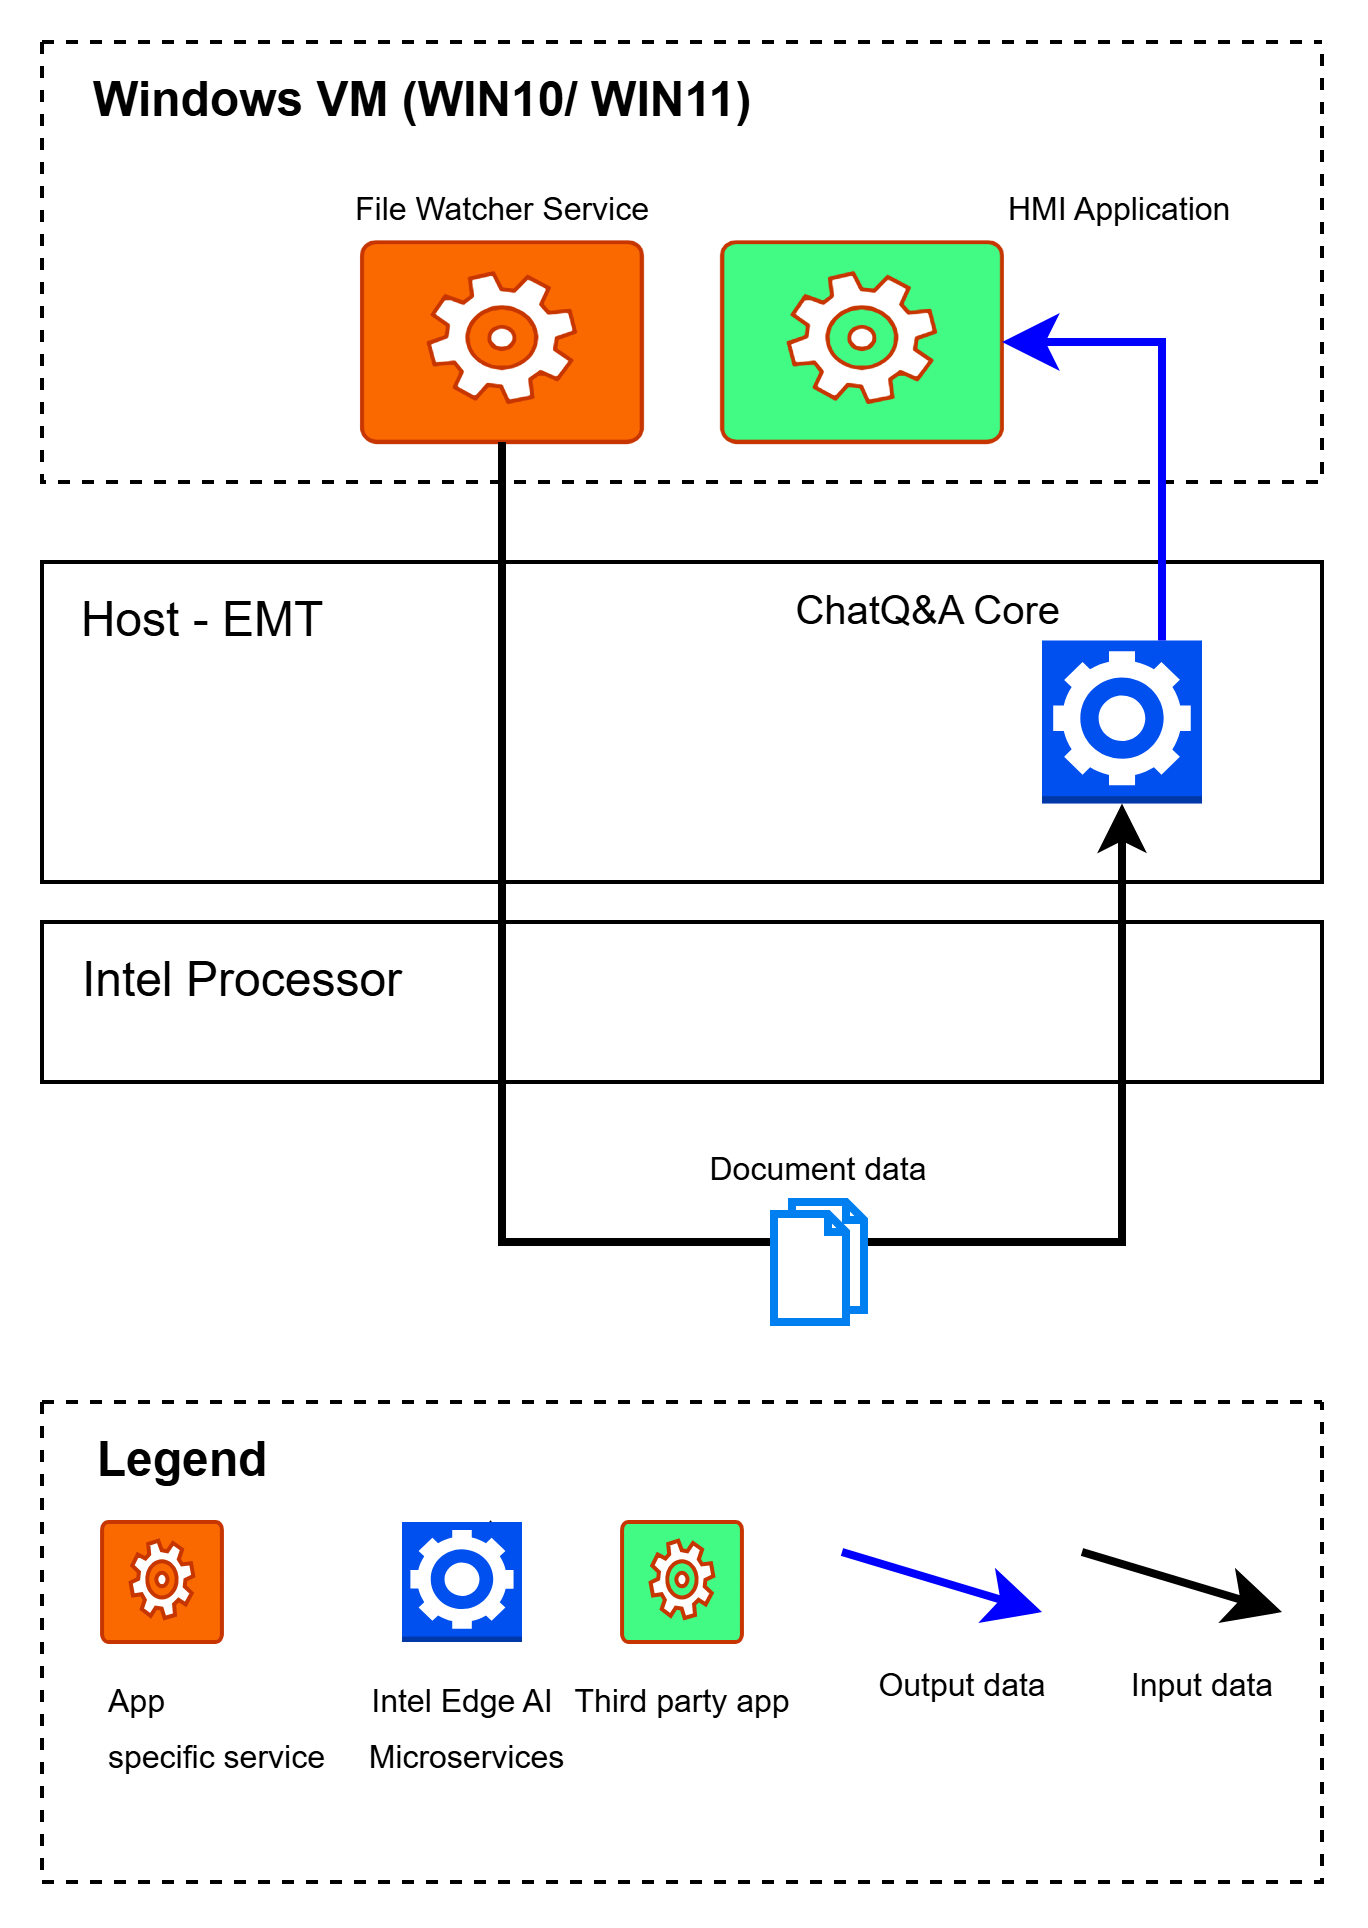 Windows VM (WIN10/ WIN11)
File Watcher Service
HMI Application
Host - EMT
ChatQ&A Core
Intel Processor
Document data
Legend
App
specific service
Intel Edge AI
Microservices
Third party app
Output data
Input data